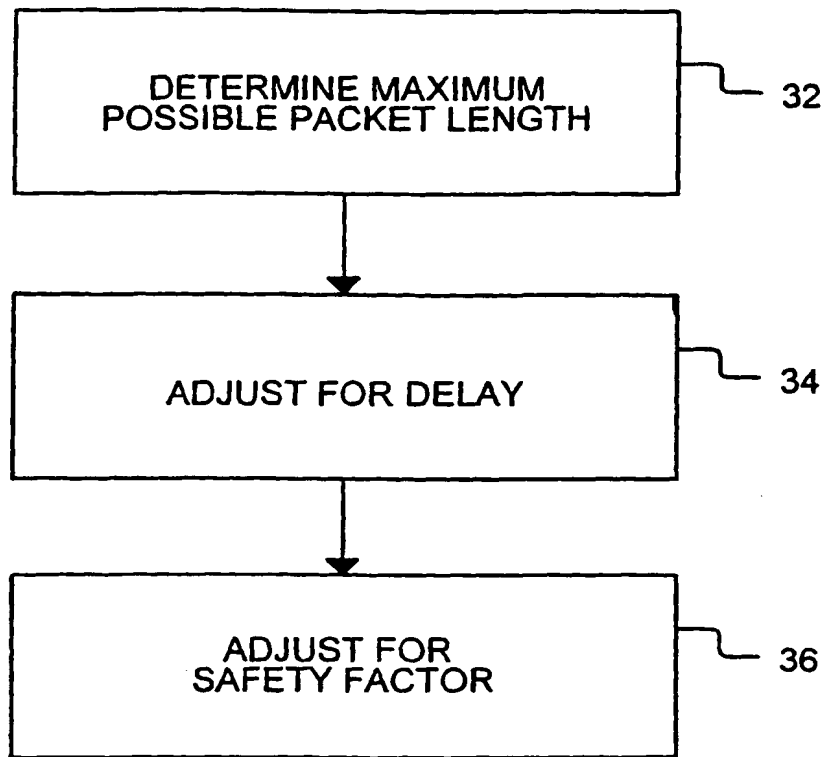 DETERMINE MAXIMUM
POSSIBLE PACKET LENGTH
32
ADJUST FOR DELAY
34
ADJUST FOR
SAFETY FACTOR
36